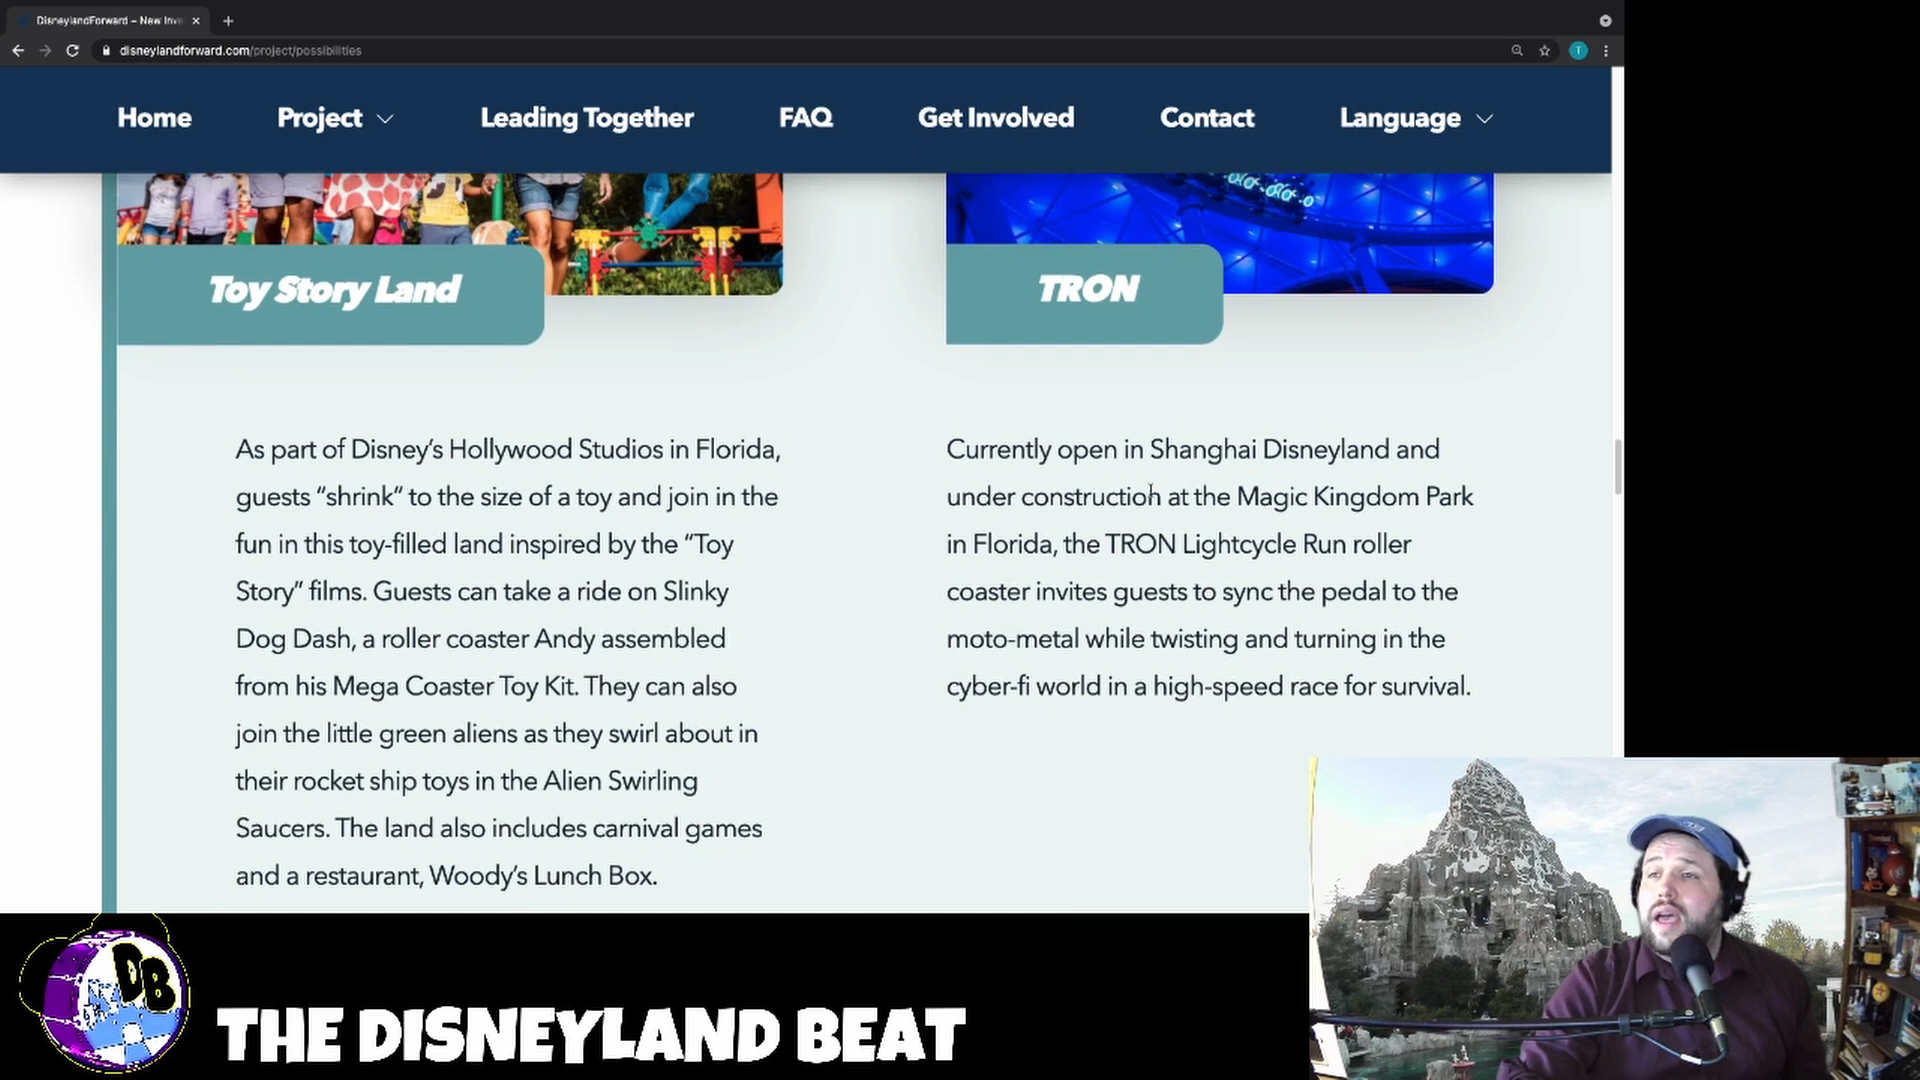 DisneylandForward – New Inve
disneylandforward.com/project/possibilities
T
Home Project Leading Together FAQ Get Involved Contact Language
Toy Story Land
As part of Disney’s Hollywood Studios in Florida,
guests “shrink” to the size of a toy and join in the
fun in this toy-filled land inspired by the “Toy
Story” films. Guests can take a ride on Slinky
Dog Dash, a roller coaster Andy assembled
from his Mega Coaster Toy Kit. They can also
join the little green aliens as they swirl about in
their rocket ship toys in the Alien Swirling
Saucers. The land also includes carnival games
and a restaurant, Woody’s Lunch Box.
TRON
Currently open in Shanghai Disneyland and
under construction at the Magic Kingdom Park
in Florida, the TRON Lightcycle Run roller
coaster invites guests to sync the pedal to the
moto-metal while twisting and turning in the
cyber-fi world in a high-speed race for survival.
DB
THE DISNEYLAND BEAT